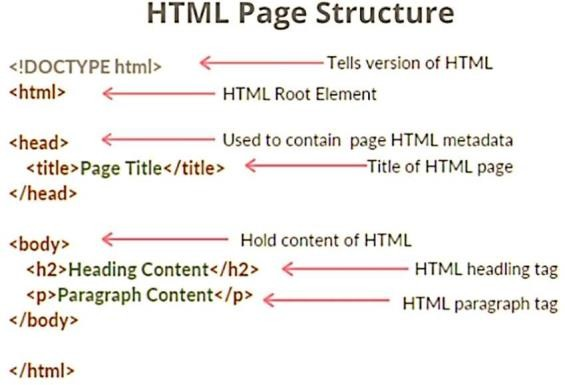 HTML Page Structure
<!DOCTYPE html> Tells version of HTML
<html> HTML Root Element
<head> Used to contain page HTML metadata
<title>Page Title</title> Title of HTML page
</head>
<body> Hold content of HTML
<h2>Heading Content</h2> HTML headling tag
<p>Paragraph Content</p> HTML paragraph tag
</body>
</html>